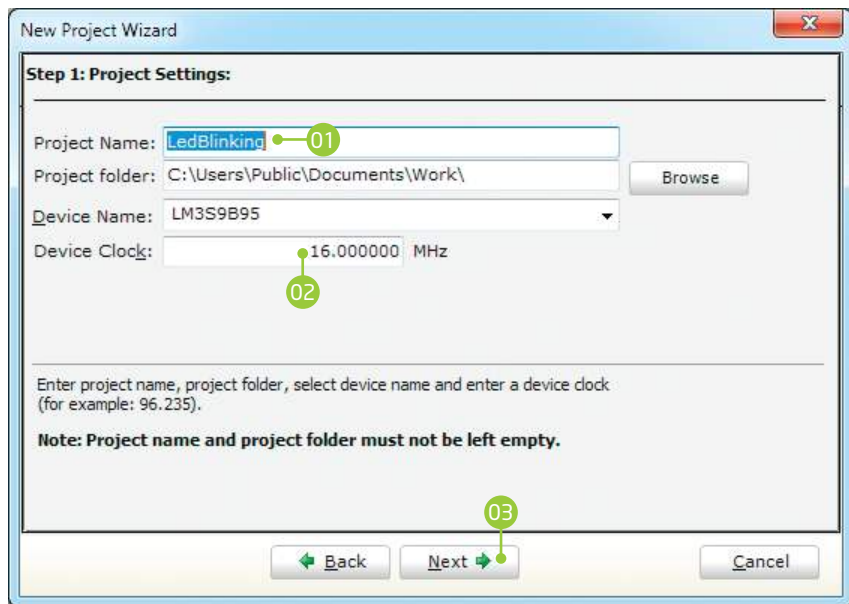 New Project Wizard
X
Step 1: Project Settings:
Project Name: LedBlinking 01
Project folder: C:\Users\Public\Documents\Work\ Browse
Device Name: LM3S9B95
Device Clock: 16.000000 MHz
02
Enter project name, project folder, select device name and enter a device clock
(for example: 96.235).
Note: Project name and project folder must not be left empty.
03
Back Next Cancel